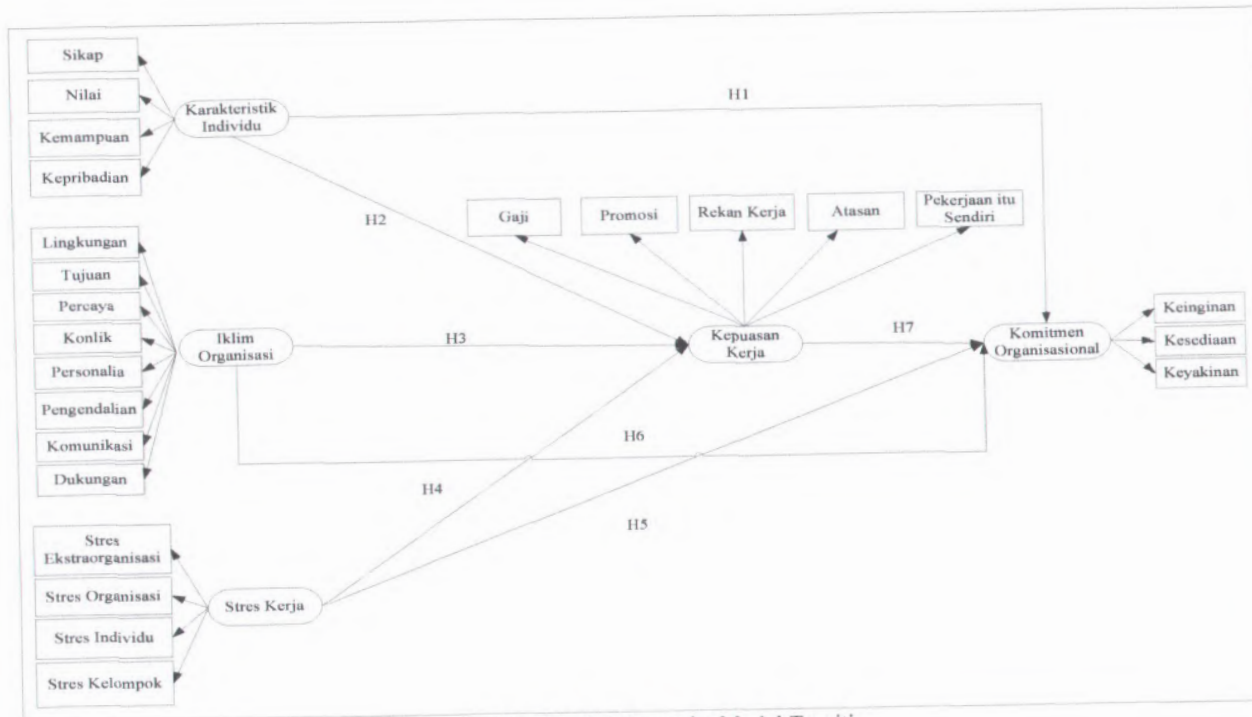 Sikap
Nilai
Kemampuan
Kepribadian
Karakteristik
Individu
H1
H2
Gaji
Promosi
Rekan Kerja
Atasan
Pekerjaan itu
Sendiri
Lingkungan
Tujuan
Percaya
Konlik
Personalia
Pengendalian
Komunikasi
Dukungan
Iklim
Organisasi
H3
Kepuasan
Kerja
H7
Komitmen
Organisasional
Keinginan
Kesediaan
Keyakinan
H6
H4
H5
Stres
Ekstraorganisasi
Stres Organisasi
Stres Individu
Stres Kelompok
Stres Kerja